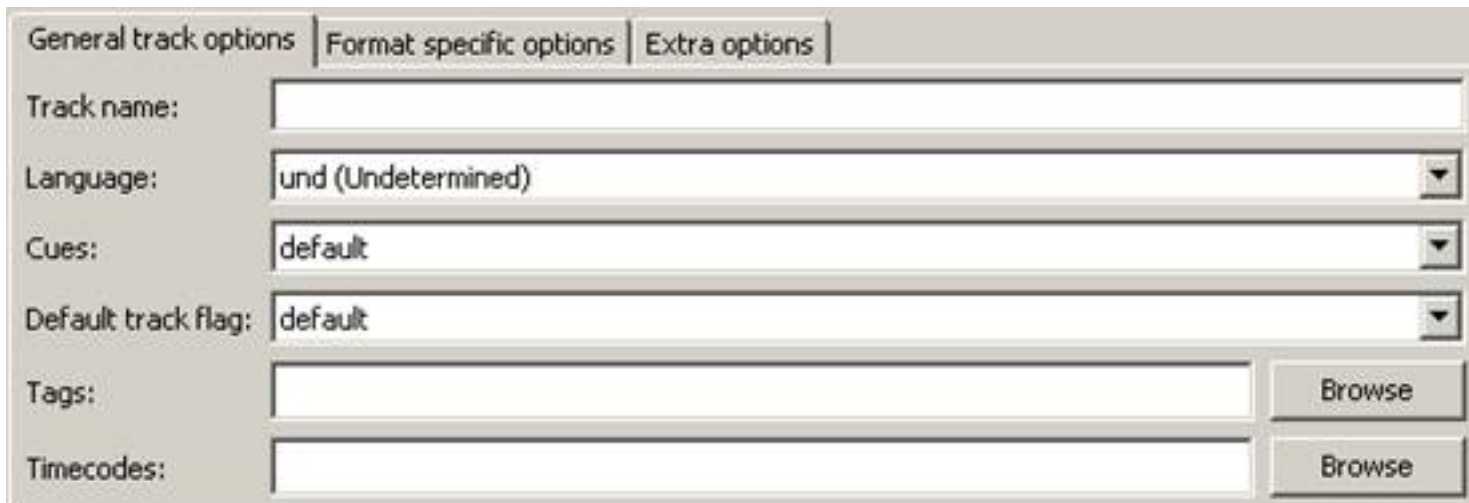 General track options Format specific options Extra options
Track name:
Language: und (Undetermined)
Cues: default
Default track flag: default
Tags: Browse
Timecodes: Browse